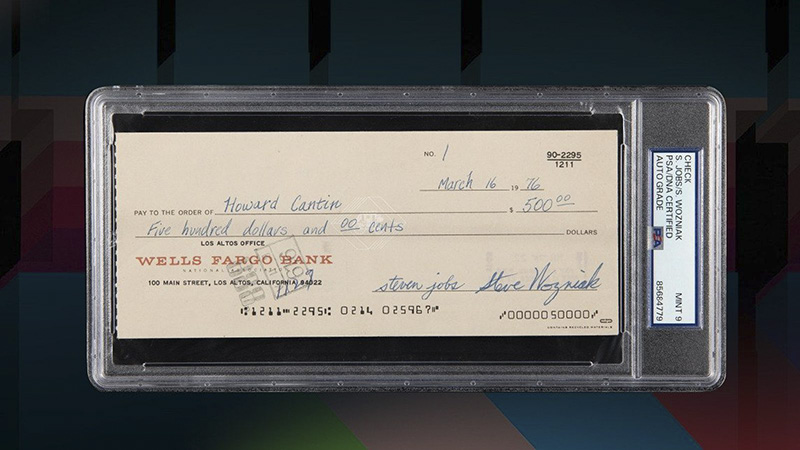 NO. 1
90-2295
1211
March 16 1976
PAY TO THE ORDER OF Howard Cantin $ 500 00
Five hundred dollars and 00 cents DOLLARS
LOS ALTOS OFFICE
WELLS FARGO BANK
NATIONAL ASSOCIATION
100 MAIN STREET, LOS ALTOS, CALIFORNIA 94022
steven jobs Steve Wozniak
⑆1211⑉2295⑆ 0214 025967⑈ ⑇0000050000⑇
CHECK
S. JOBS/S. WOZNIAK
PSA/DNA CERTIFIED
AUTO GRADE
PSA
MINT 9
85684779